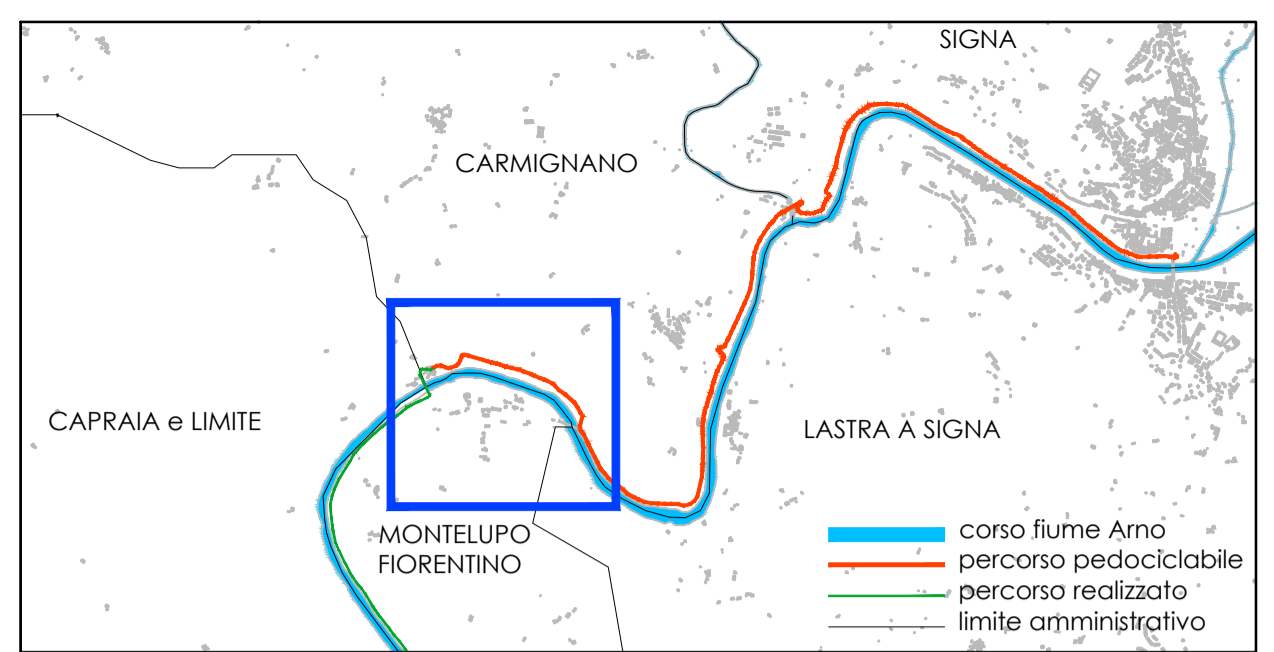 SIGNA
CARMIGNANO
CAPRAIA e LIMITE
LASTRA A SIGNA
MONTELUPO
FIORENTINO
corso fiume Arno
percorso pedociclabile
percorso realizzato
limite amministrativo